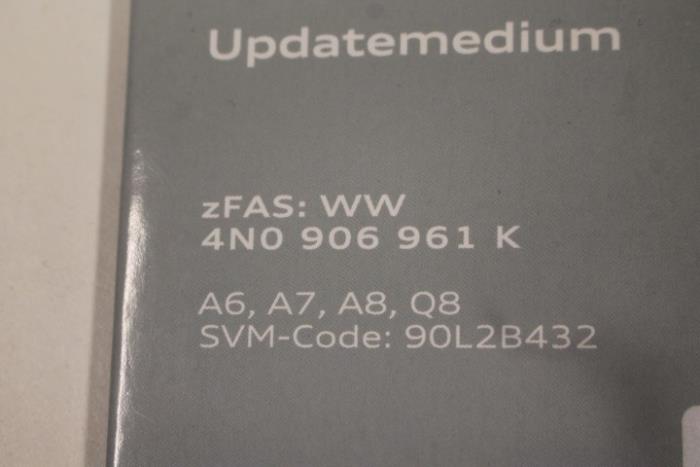 Updatemedium
zFAS: WW
4N0 906 961 K
A6, A7, A8, Q8
SVM-Code: 90L2B432